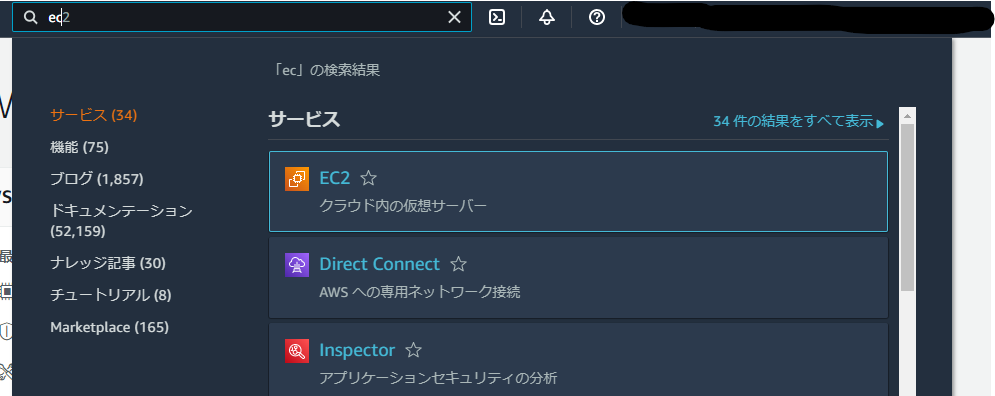 ec2
「ec」の検索結果
サービス (34)
機能 (75)
ブログ (1,857)
ドキュメンテーション
(52,159)
ナレッジ記事 (30)
チュートリアル (8)
Marketplace (165)
サービス
34 件の結果をすべて表示
EC2
クラウド内の仮想サーバー
Direct Connect
AWS への専用ネットワーク接続
Inspector
アプリケーションセキュリティの分析
最